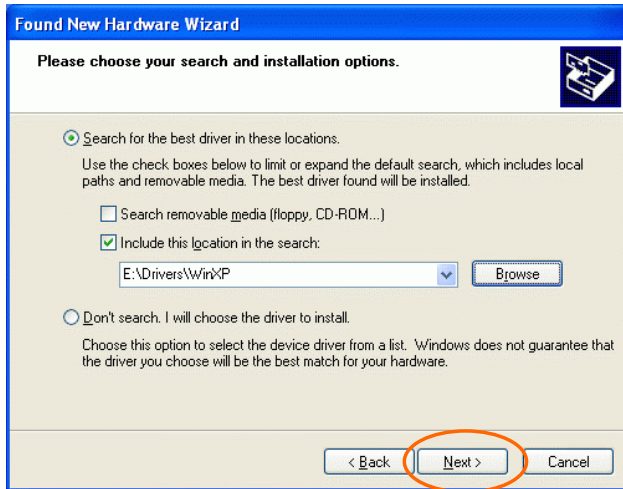 Found New Hardware Wizard
Please choose your search and installation options.
Search for the best driver in these locations.
Use the check boxes below to limit or expand the default search, which includes local
paths and removable media. The best driver found will be installed.
Search removable media (floppy, CD-ROM...)
Include this location in the search:
E:\Drivers\WinXP
Browse
Don't search. I will choose the driver to install.
Choose this option to select the device driver from a list. Windows does not guarantee that
the driver you choose will be the best match for your hardware.
< Back Next > Cancel